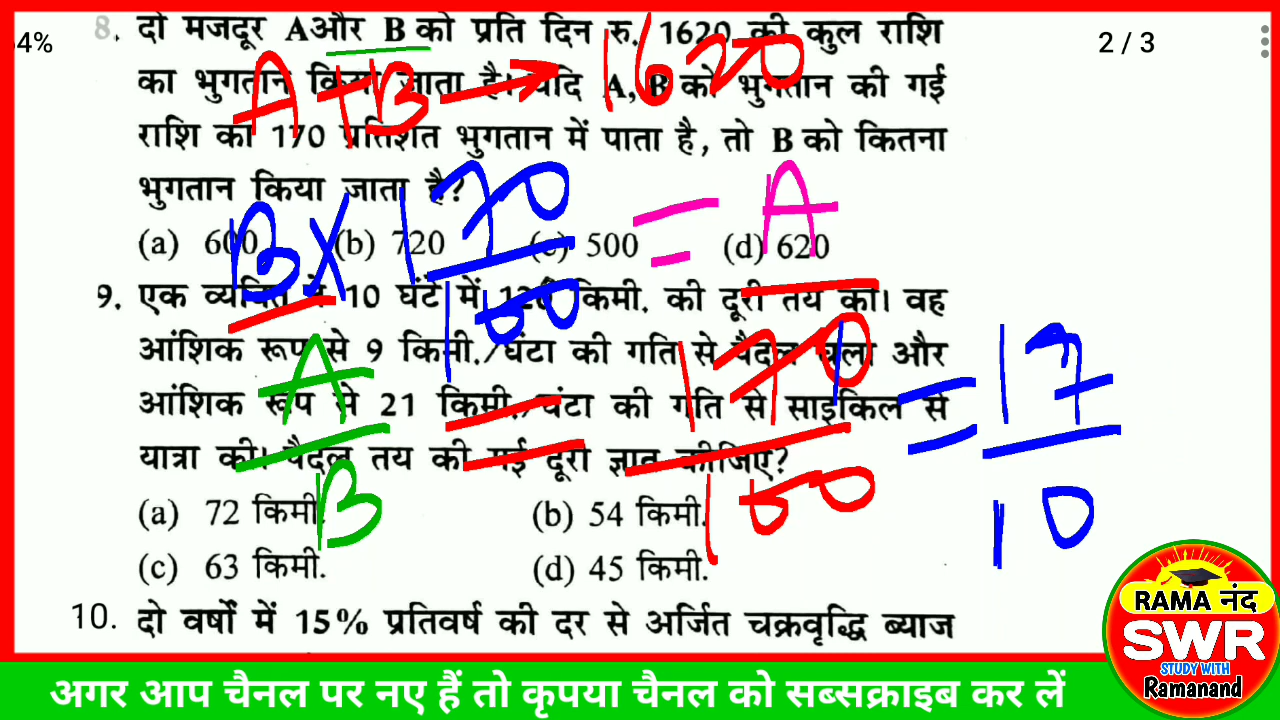 4%
2 / 3
8. दो मजदूर A और B को प्रति दिन रु. 1620 की कुल राशि
का भुगतान किया जाता है। यदि A, B को भुगतान की गई
राशि का 170 प्रतिशत भुगतान में पाता है, तो B को कितना
भुगतान किया जाता है?
(a) 600 (b) 720 (c) 500 (d) 620
A+B → 1620
B × 170/100 = A
A/B = 170/100 = 17/10
9. एक व्यक्ति ने 10 घंटे में 120 किमी. की दूरी तय की। वह
आंशिक रूप से 9 किमी./घंटा की गति से पैदल चला और
आंशिक रूप से 21 किमी./घंटा की गति से साइकिल से
यात्रा की। पैदल तय की गई दूरी ज्ञात कीजिए?
(a) 72 किमी. (b) 54 किमी.
(c) 63 किमी. (d) 45 किमी.
10. दो वर्षों में 15% प्रतिवर्ष की दर से अर्जित चक्रवृद्धि ब्याज
RAMA नंद
SWR
STUDY WITH
Ramanand
अगर आप चैनल पर नए हैं तो कृपया चैनल को सब्सक्राइब कर लें